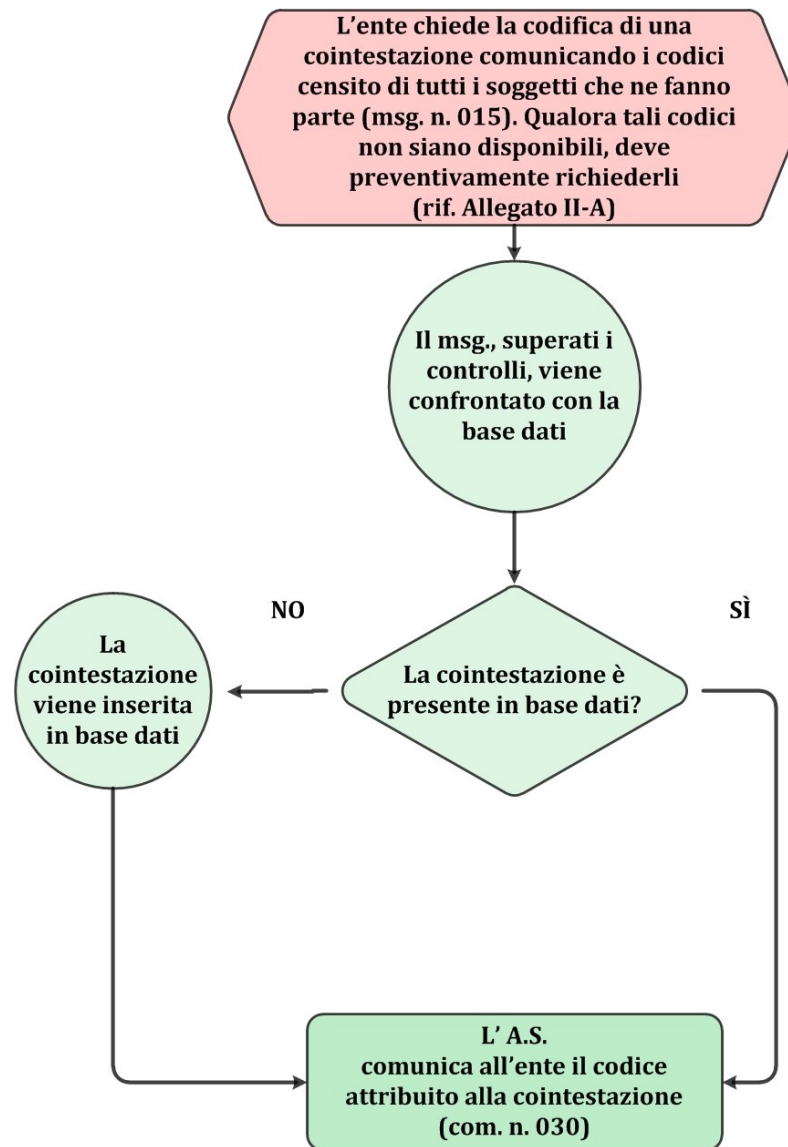 L’ente chiede la codifica di una
cointestazione comunicando i codici
censito di tutti i soggetti che ne fanno
parte (msg. n. 015). Qualora tali codici
non siano disponibili, deve
preventivamente richiederli
(rif. Allegato II-A)
Il msg., superati i
controlli, viene
confrontato con la
base dati
NO
SÌ
La
cointestazione
viene inserita
in base dati
La cointestazione è
presente in base dati?
L’ A.S.
comunica all’ente il codice
attribuito alla cointestazione
(com. n. 030)